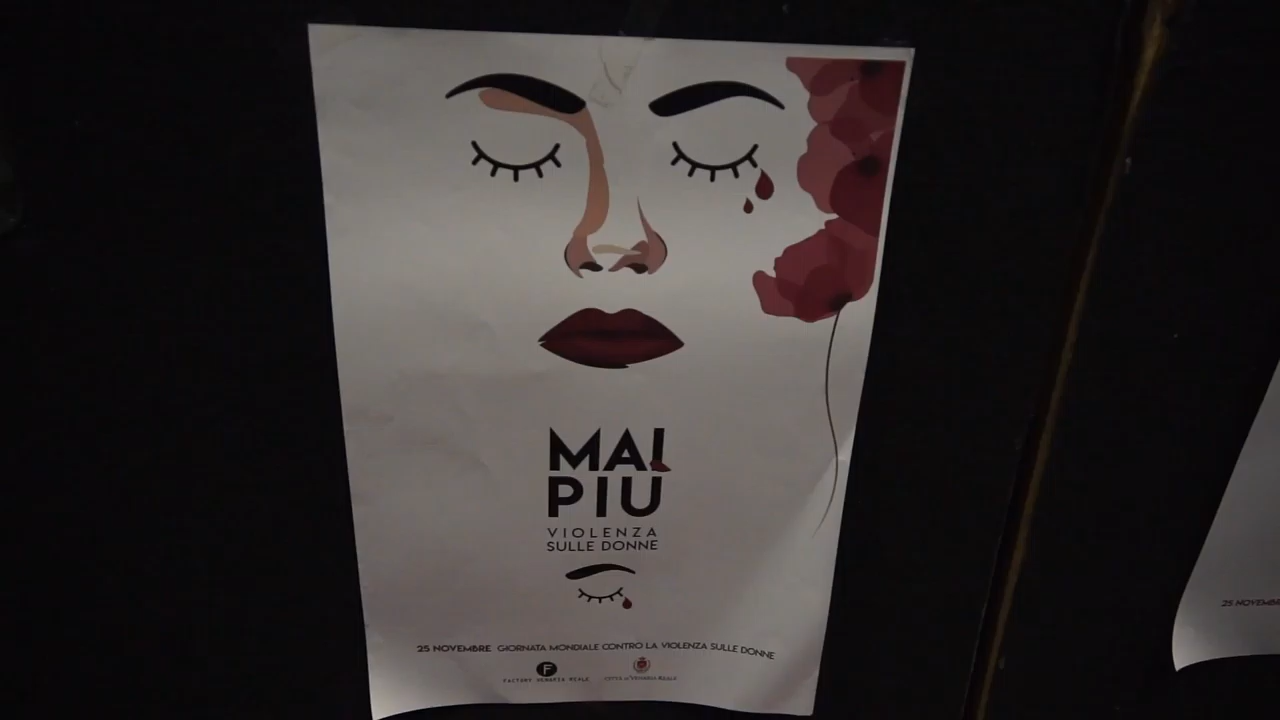 MAI
PIÙ
VIOLENZA
SULLE DONNE
25 NOVEMBRE GIORNATA MONDIALE CONTRO LA VIOLENZA SULLE DONNE
F
FACTORY VENARIA REALE
CITTÀ DI VENARIA REALE
25 NOVEMBR